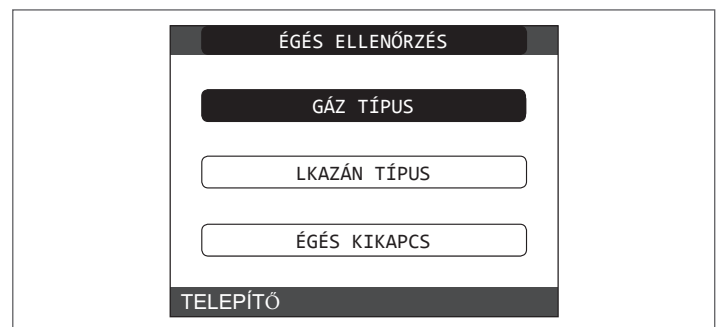 ÉGÉS ELLENŐRZÉS
GÁZ TÍPUS
LKAZÁN TÍPUS
ÉGÉS KIKAPCS
TELEPÍTŐ